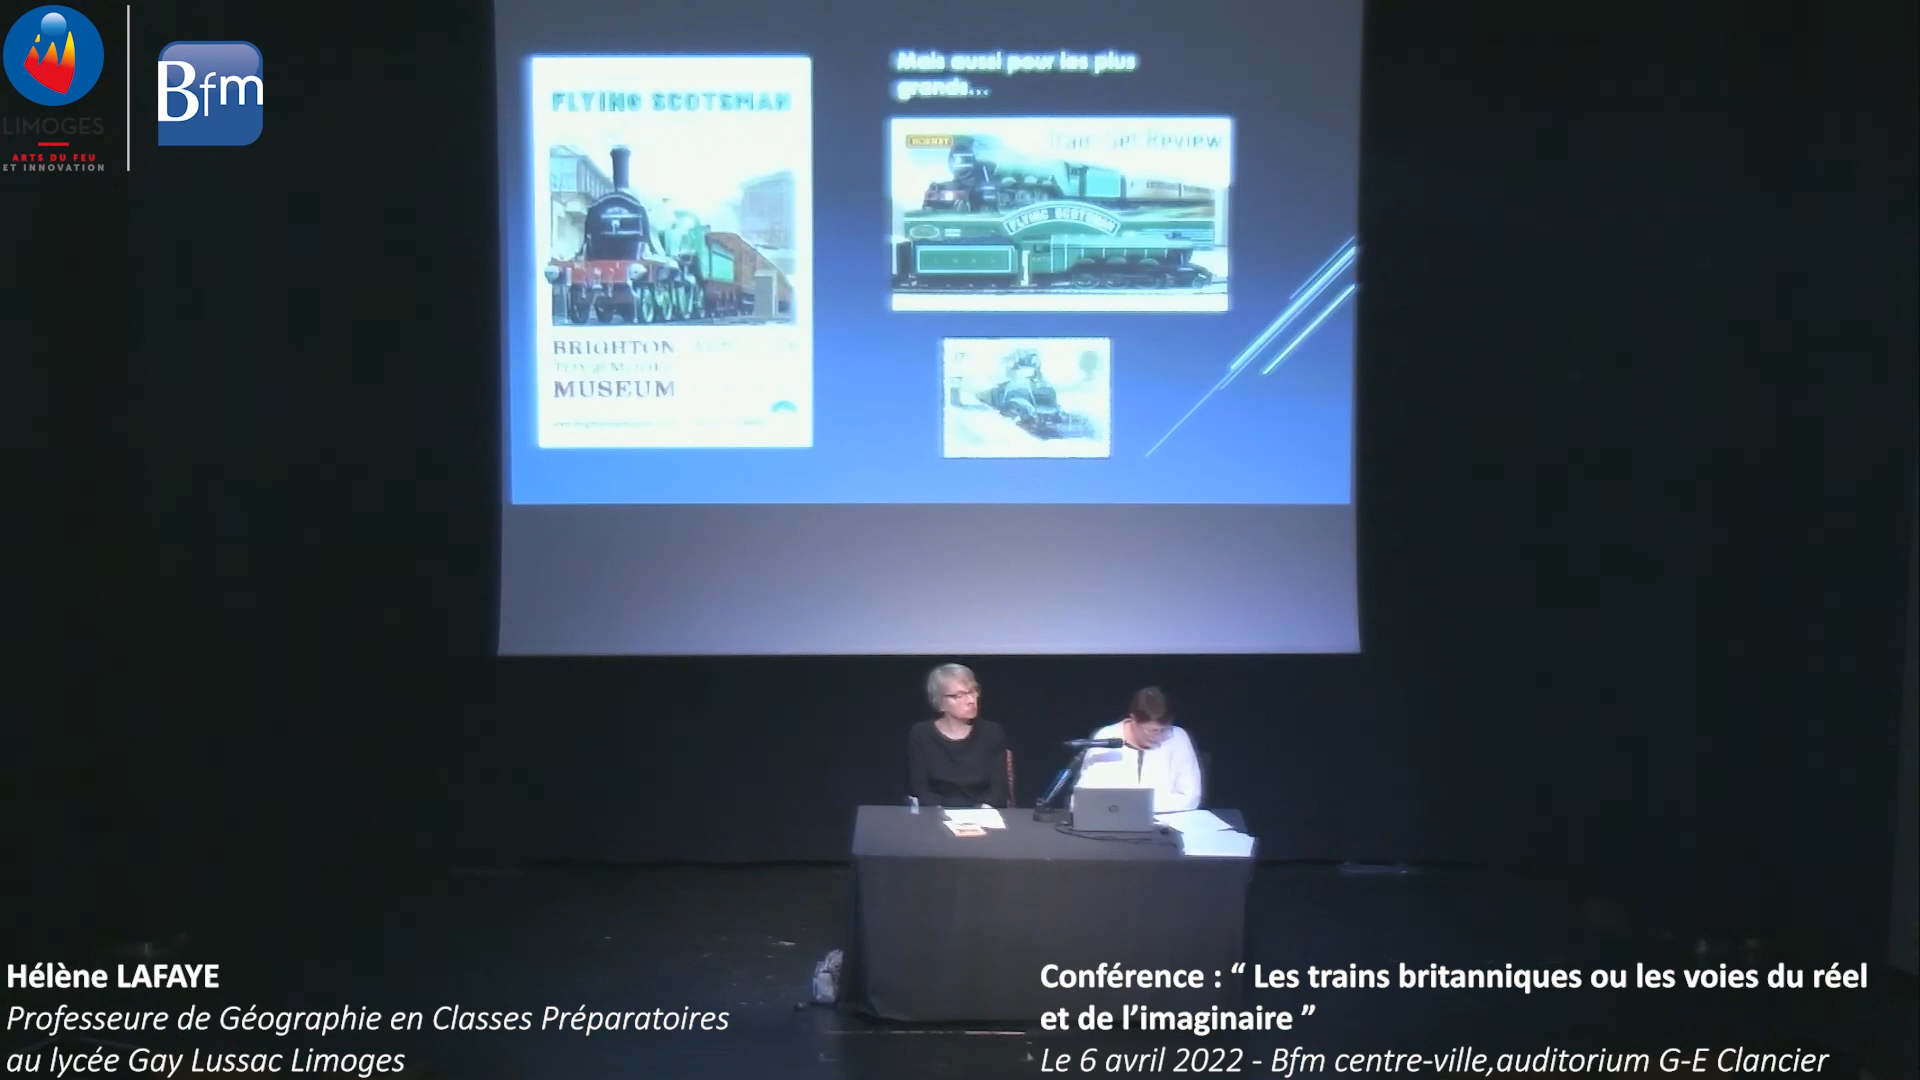 LIMOGES
ARTS DU FEU
ET INNOVATION
Bfm
FLYING SCOTSMAN
BRIGHTON
MUSEUM
Mais aussi pour les plus
grands...
HORNBY
Train Set Review
FLYING SCOTSMAN
Hélène LAFAYE
Professeure de Géographie en Classes Préparatoires
au lycée Gay Lussac Limoges
Conférence : “ Les trains britanniques ou les voies du réel
et de l’imaginaire ”
Le 6 avril 2022 - Bfm centre-ville,auditorium G-E Clancier